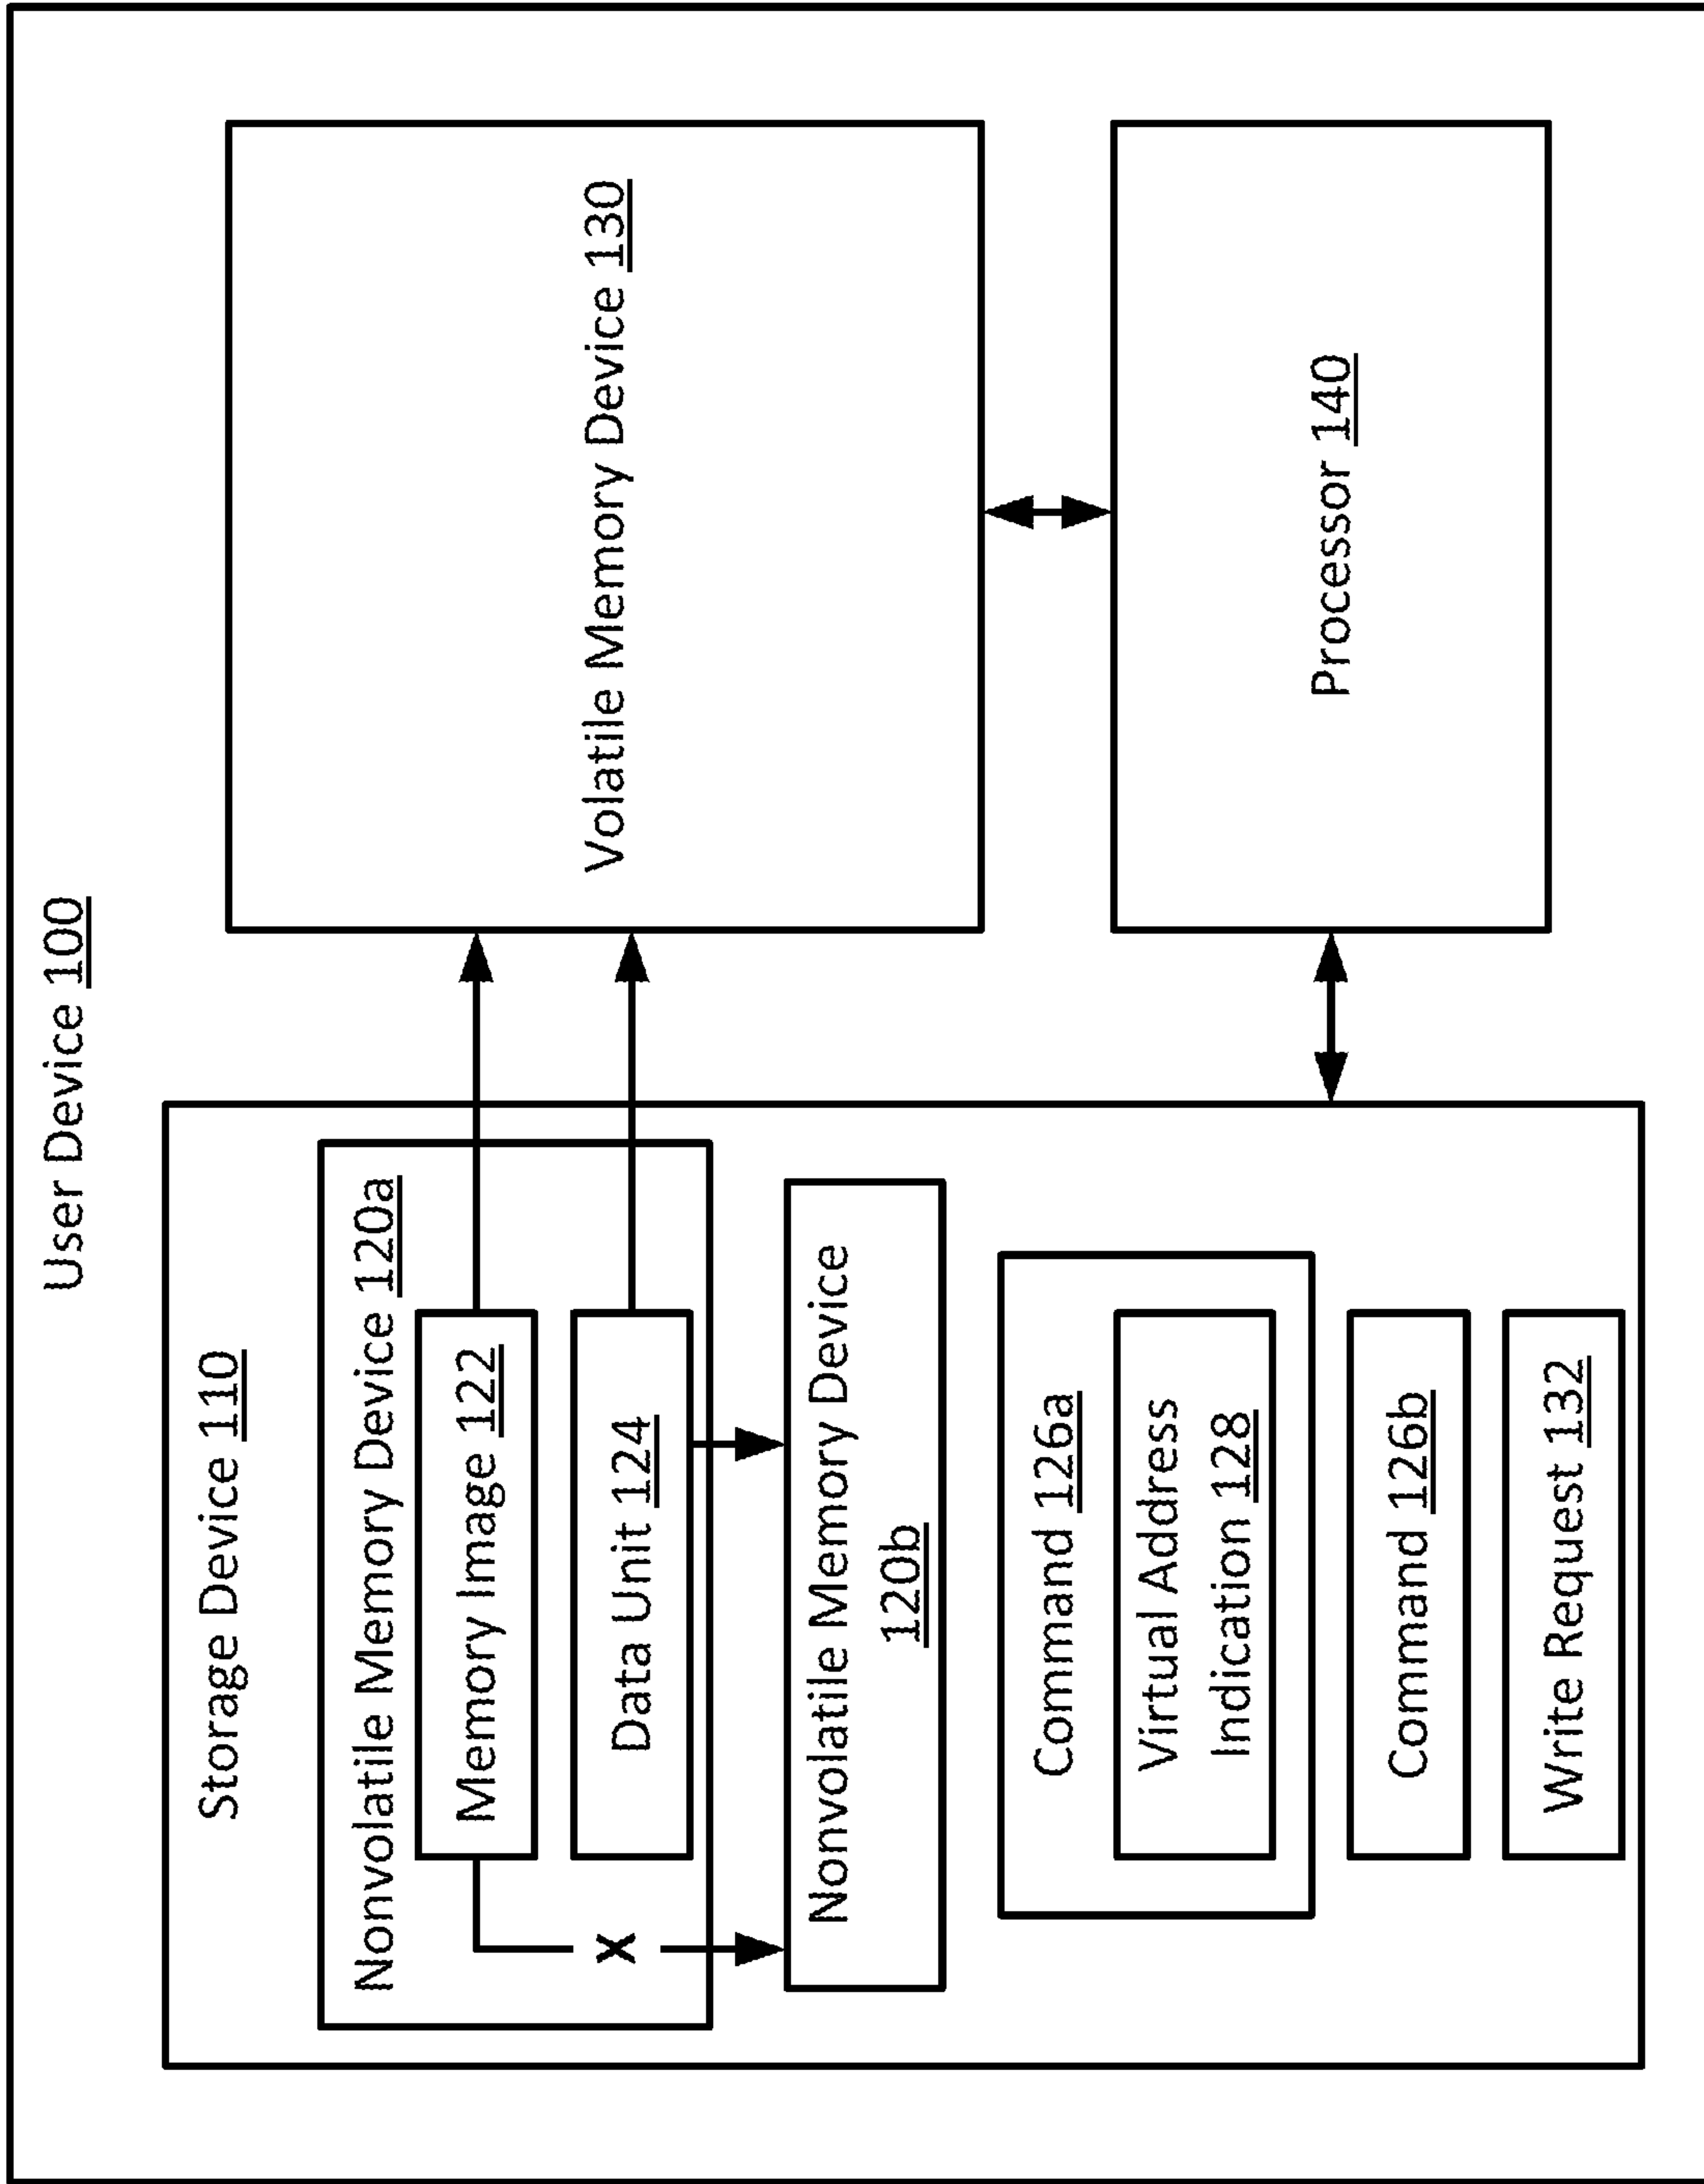 User Device 100
Storage Device 110
Nonvolatile Memory Device 120a
Memory Image 122
Data Unit 124
X
Nonvolatile Memory Device
120b
Command 126a
Virtual Address
Indication 128
Command 126b
Write Request 132
Volatile Memory Device 130
Processor 140